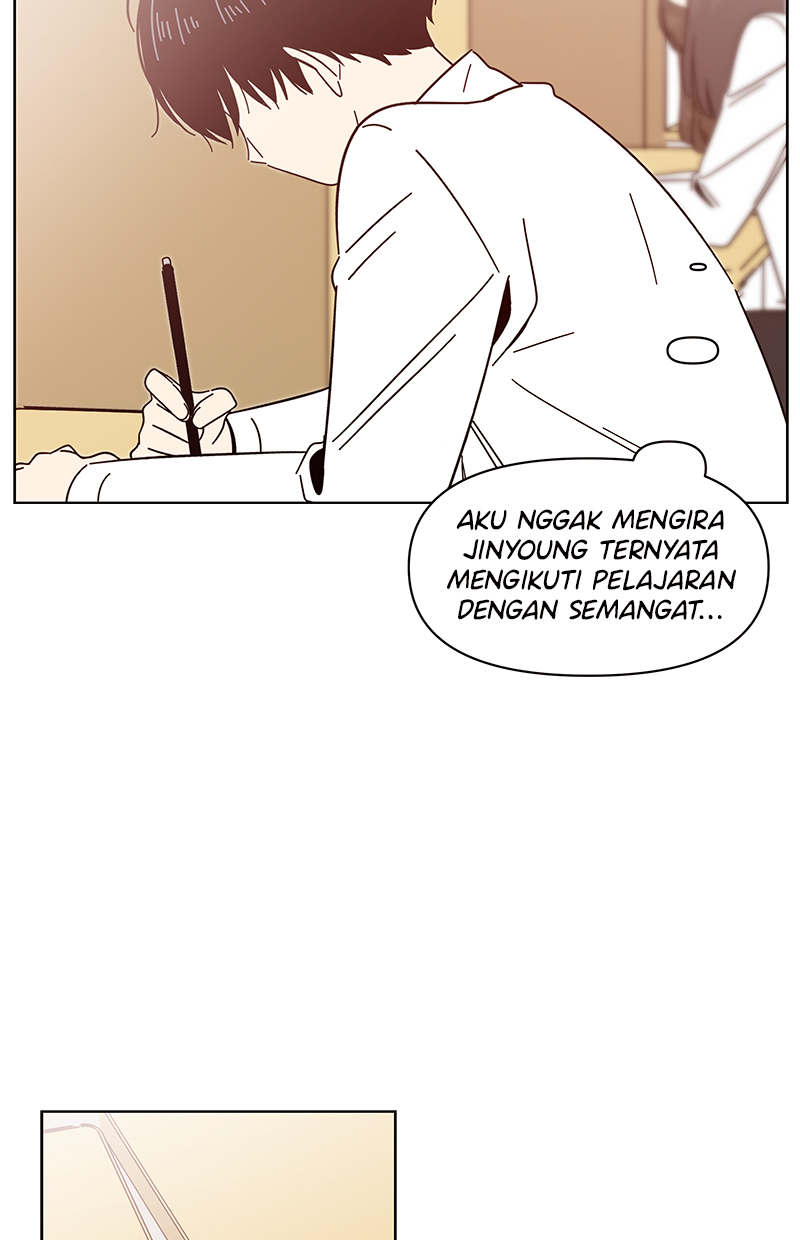 AKU NGGAK MENGIRA
JINYOUNG TERNYATA
MENGIKUTI PELAJARAN
DENGAN SEMANGAT...